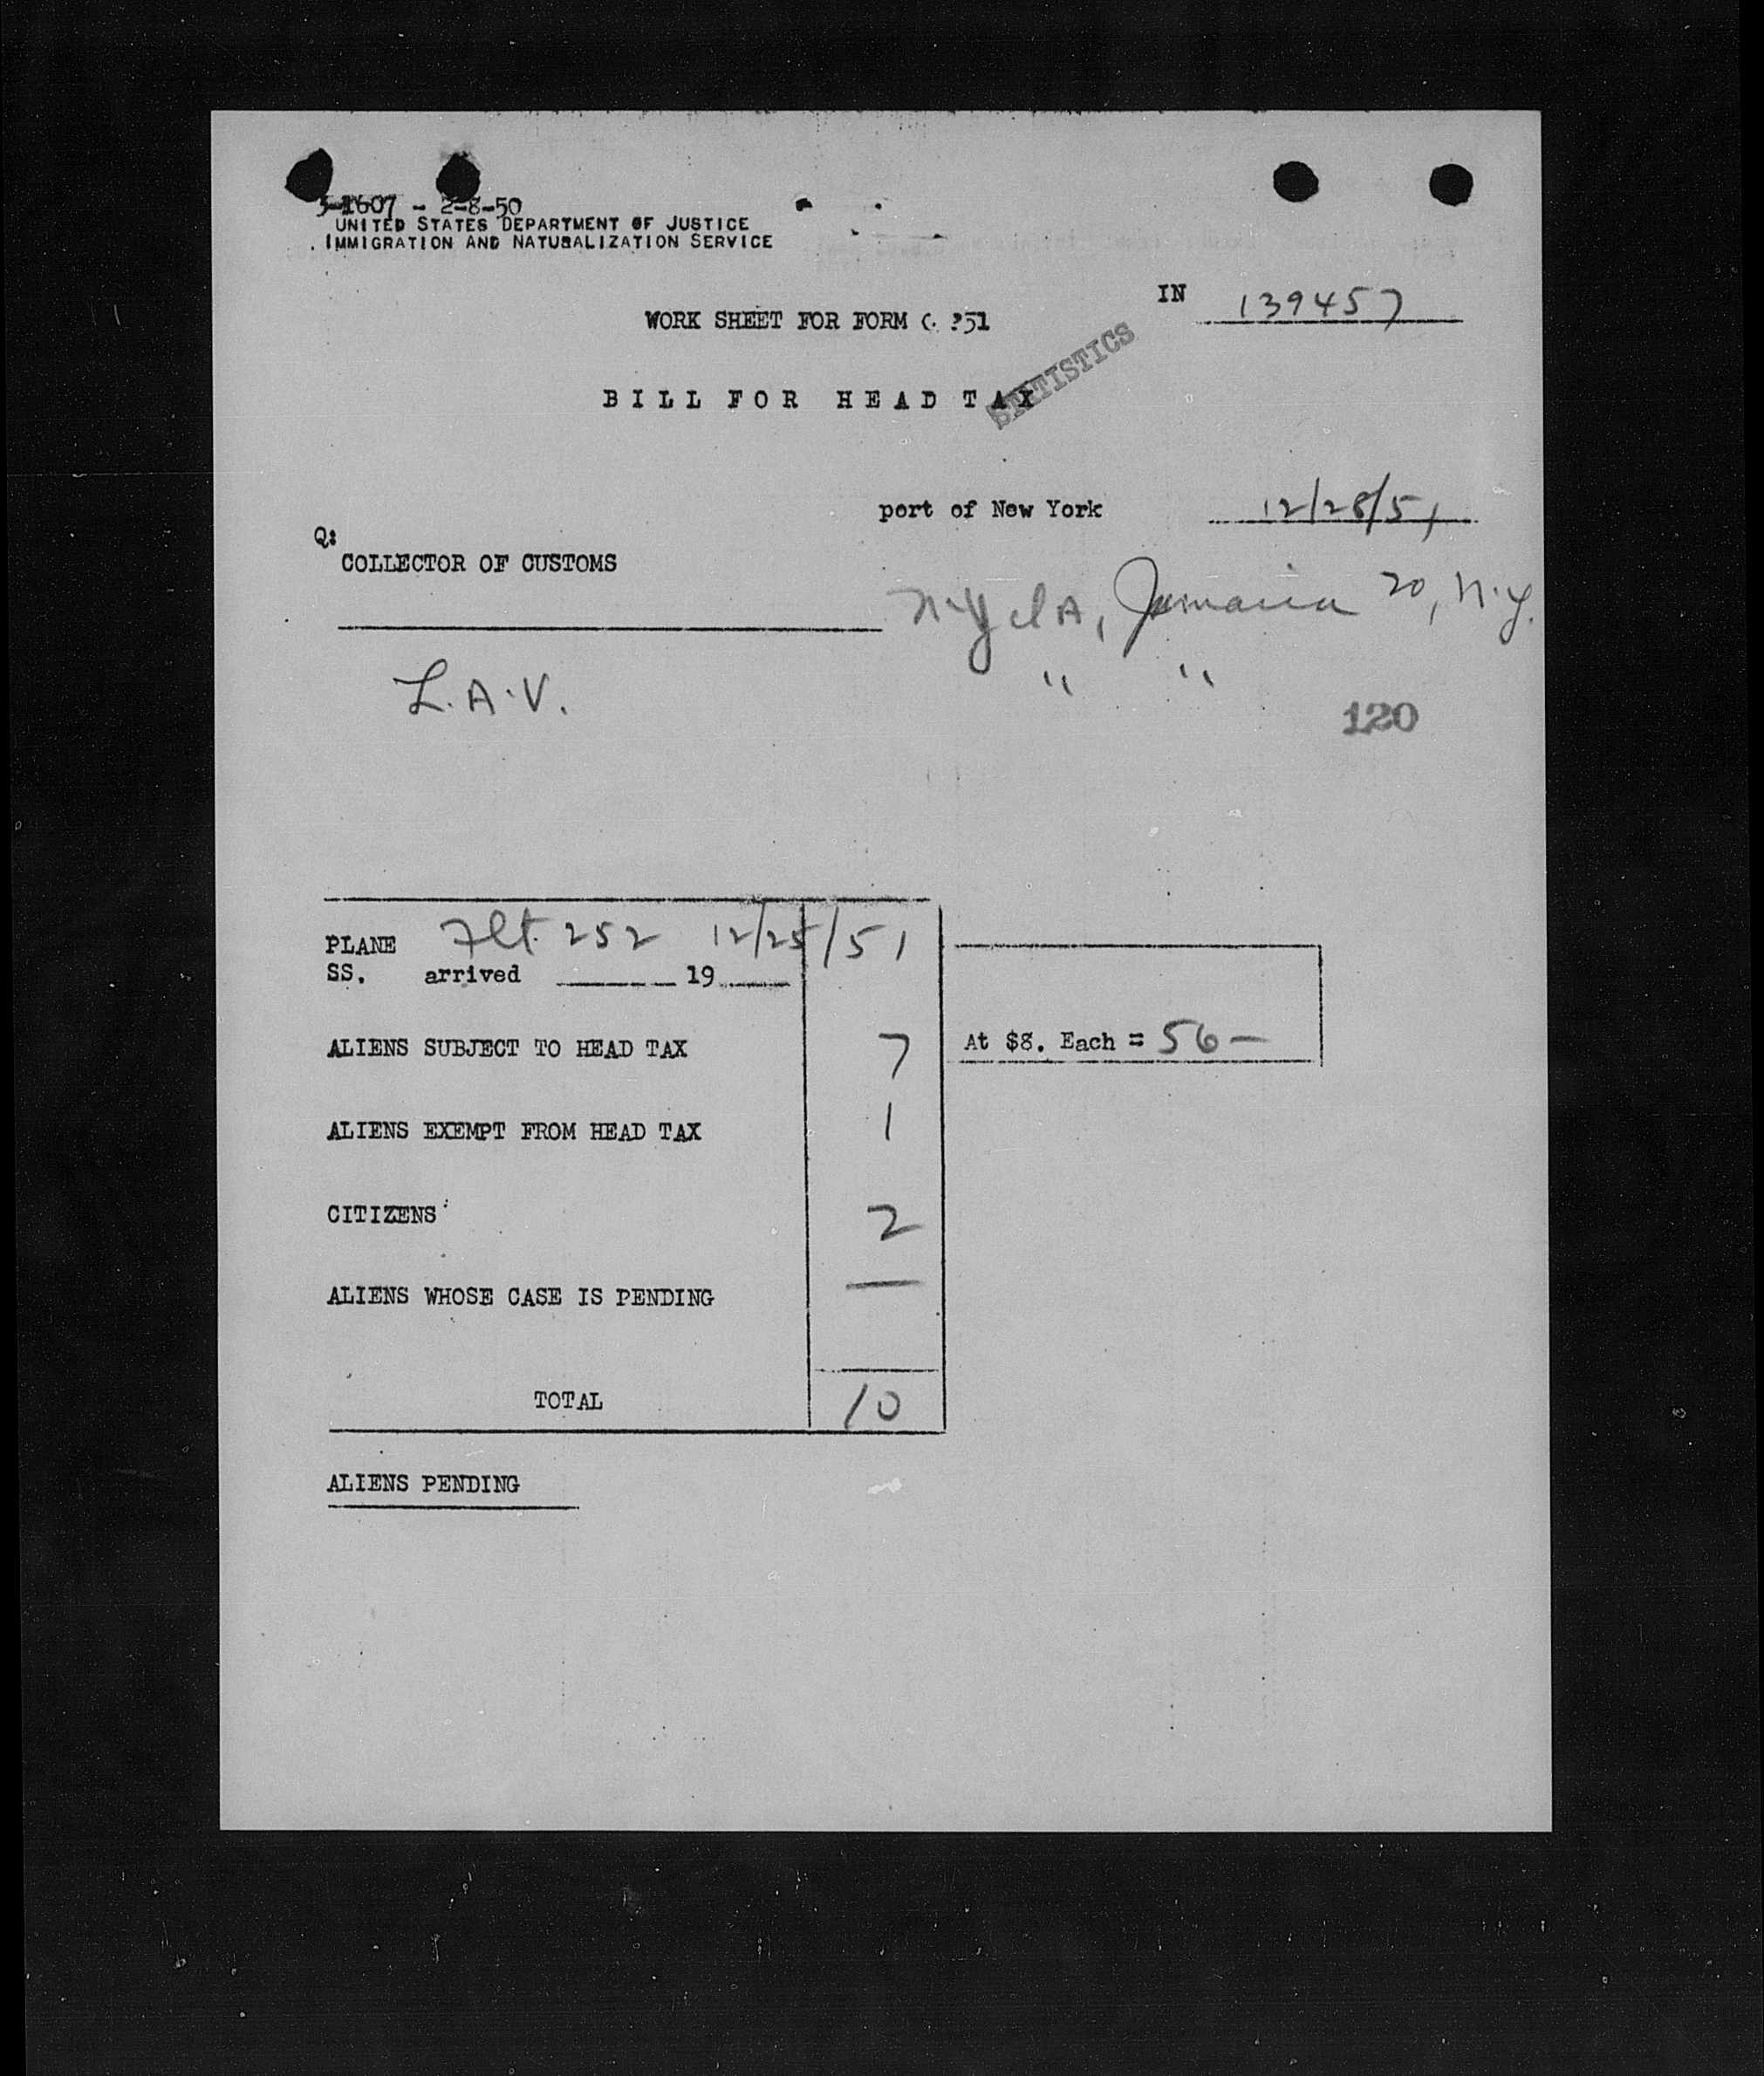 3-1607 - 2-8-50
UNITED STATES DEPARTMENT OF JUSTICE
IMMIGRATION AND NATURALIZATION SERVICE
IN 139457
WORK SHEET FOR FORM 351
STATISTICS
BILL FOR HEAD TAX
port of New York 12/28/51
Q:
COLLECTOR OF CUSTOMS
N.Y.I.A, Jamaica 20, N.Y.
L.A.V. " "
120
PLANE Flt. 252 12/25/51
SS. arrived 19
ALIENS SUBJECT TO HEAD TAX 7 At $8. Each = 56 —
ALIENS EXEMPT FROM HEAD TAX 1
CITIZENS 2
ALIENS WHOSE CASE IS PENDING —
TOTAL 10
ALIENS PENDING